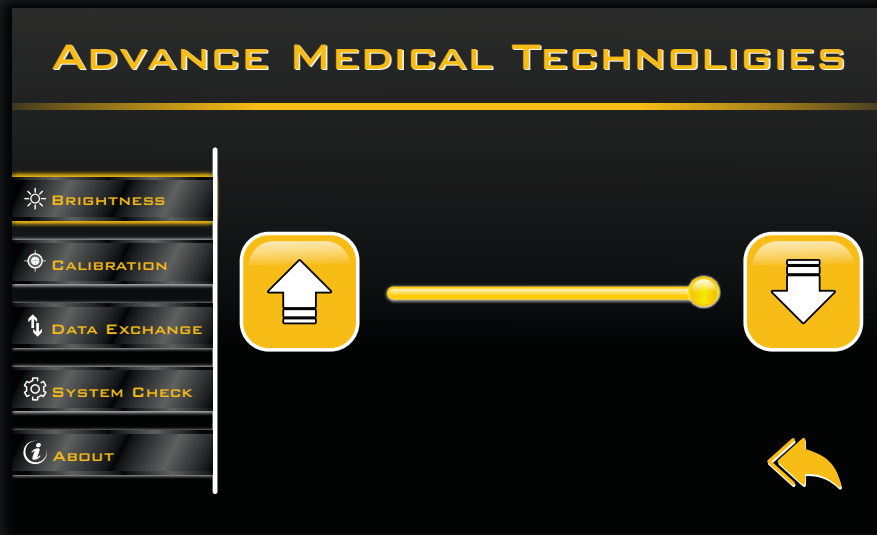 Advance Medical Technoligies
Brightness
Calibration
Data Exchange
System Check
About